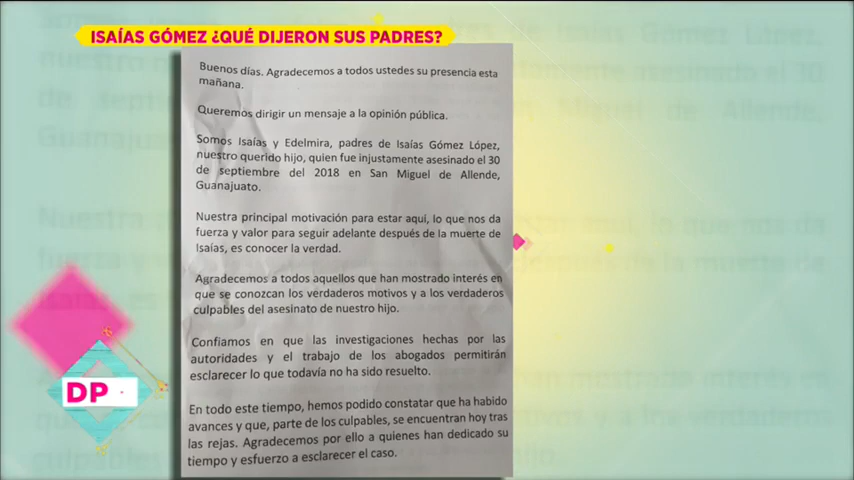 ISAÍAS GÓMEZ ¿QUÉ DIJERON SUS PADRES?
Buenos días. Agradecemos a todos ustedes su presencia esta
mañana.
Queremos dirigir un mensaje a la opinión pública.
Somos Isaías y Edelmira, padres de Isaías Gómez López,
nuestro querido hijo, quien fue injustamente asesinado el 30
de septiembre del 2018 en San Miguel de Allende,
Guanajuato.
Nuestra principal motivación para estar aquí, lo que nos da
fuerza y valor para seguir adelante después de la muerte de
Isaías, es conocer la verdad.
Agradecemos a todos aquellos que han mostrado interés en
que se conozcan los verdaderos motivos y a los verdaderos
culpables del asesinato de nuestro hijo.
Confiamos en que las investigaciones hechas por las
autoridades y el trabajo de los abogados permitirán
esclarecer lo que todavía no ha sido resuelto.
En todo este tiempo, hemos podido constatar que ha habido
avances y que, parte de los culpables, se encuentran hoy tras
las rejas. Agradecemos por ello a quienes han dedicado su
tiempo y esfuerzo a esclarecer el caso.
DP